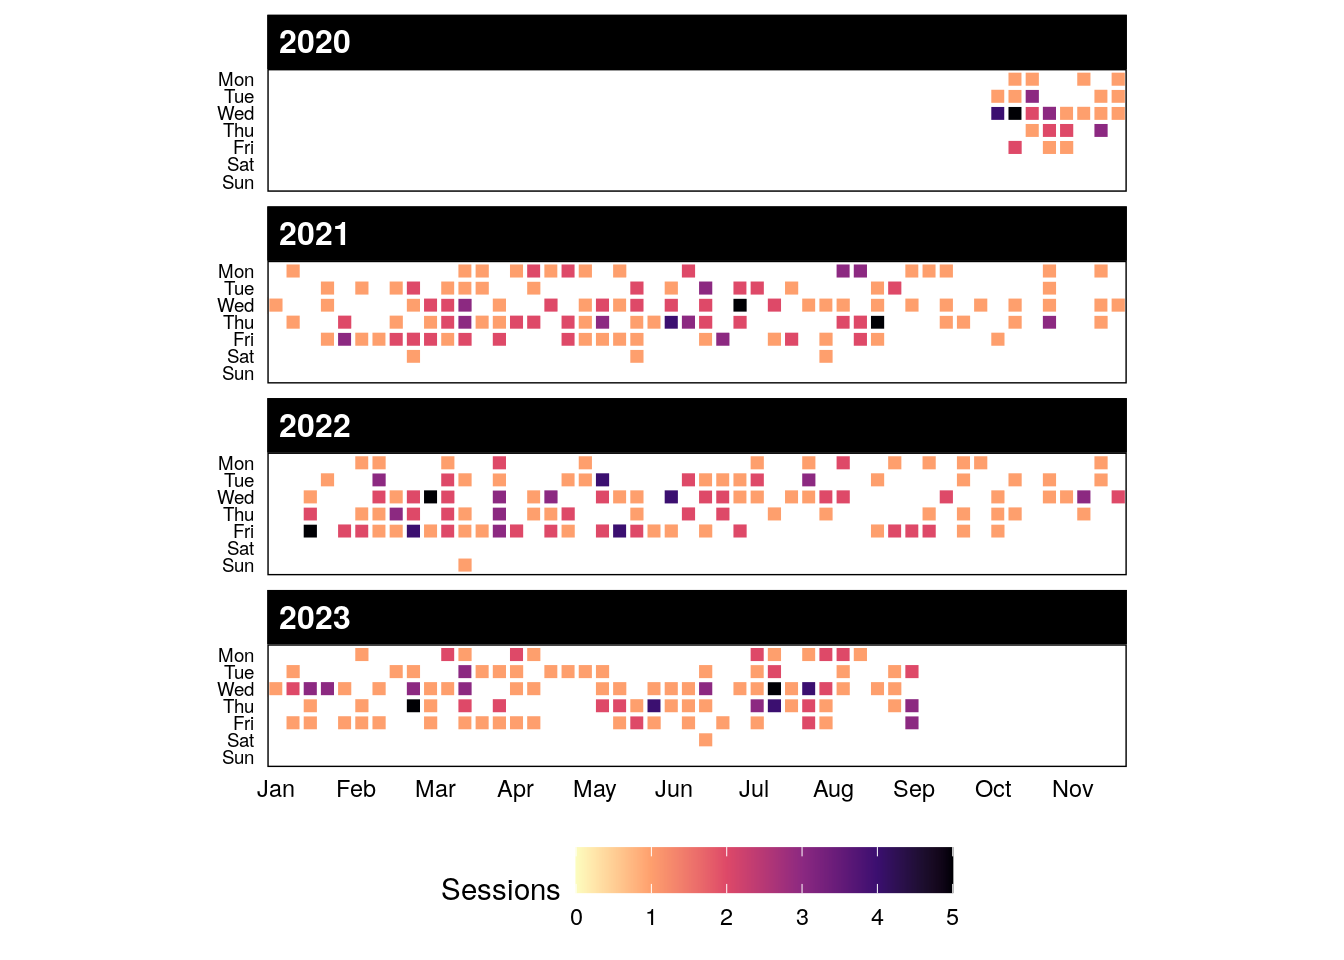 2020
Mon
Tue
Wed
Thu
Fri
Sat
Sun
2021
Mon
Tue
Wed
Thu
Fri
Sat
Sun
2022
Mon
Tue
Wed
Thu
Fri
Sat
Sun
2023
Mon
Tue
Wed
Thu
Fri
Sat
Sun
Jan Feb Mar Apr May Jun Jul Aug Sep Oct Nov
Sessions
0 1 2 3 4 5